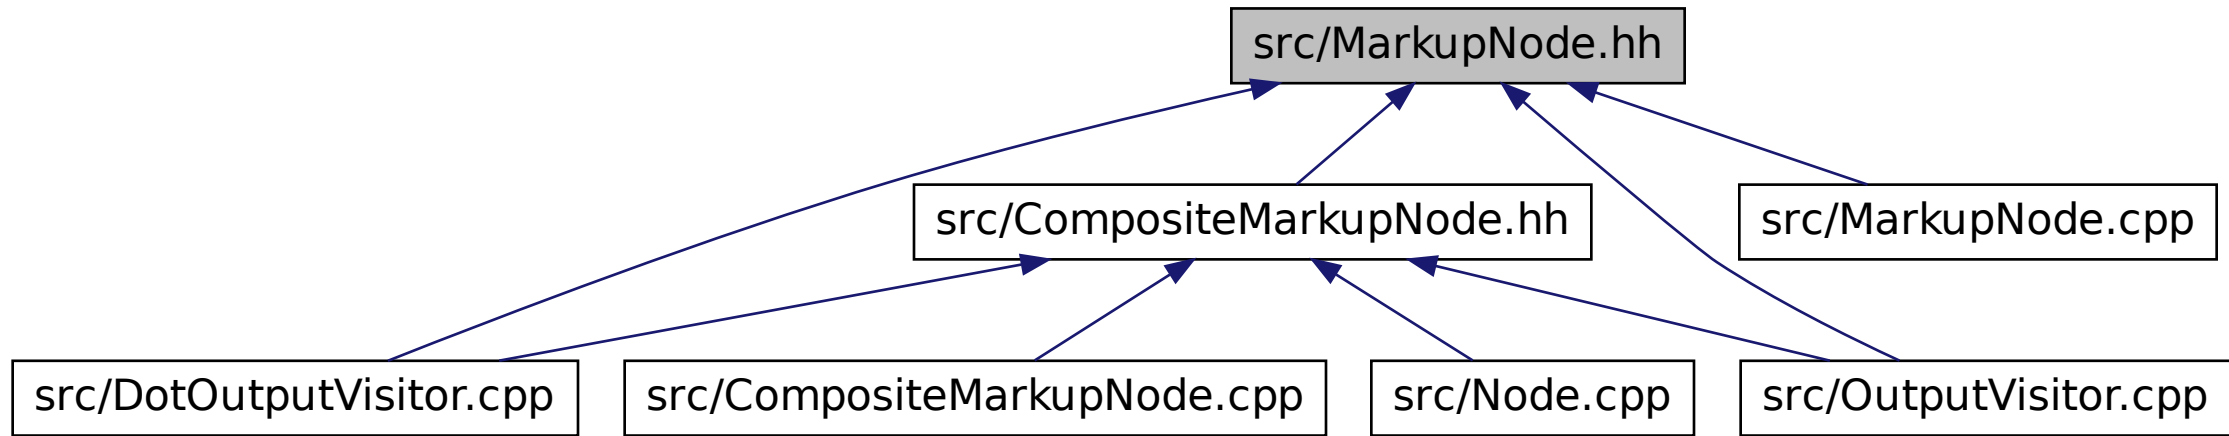 src/MarkupNode.hh
src/CompositeMarkupNode.hh
src/MarkupNode.cpp
src/DotOutputVisitor.cpp
src/CompositeMarkupNode.cpp
src/Node.cpp
src/OutputVisitor.cpp